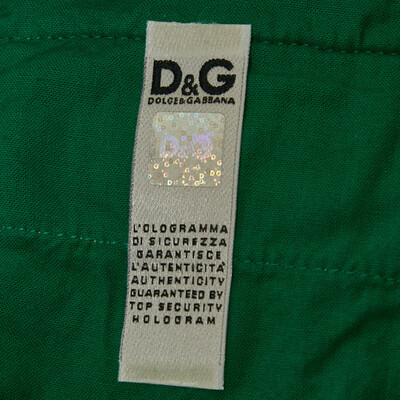 D&G
DOLCE&GABBANA
D&G
L'OLOGRAMMA
DI SICUREZZA
GARANTISCE
L'AUTENTICITÀ
AUTHENTICITY
GUARANTEED BY
TOP SECURITY
HOLOGRAM